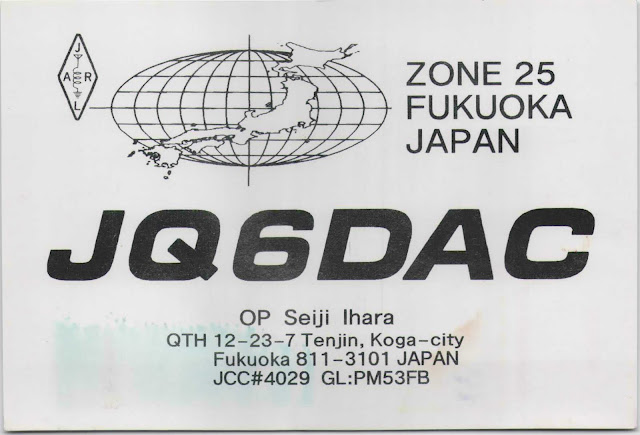 J
A R
L
ZONE 25
FUKUOKA
JAPAN
JQ6DAC
OP Seiji Ihara
QTH 12-23-7 Tenjin, Koga-city
Fukuoka 811-3101 JAPAN
JCC#4029 GL:PM53FB